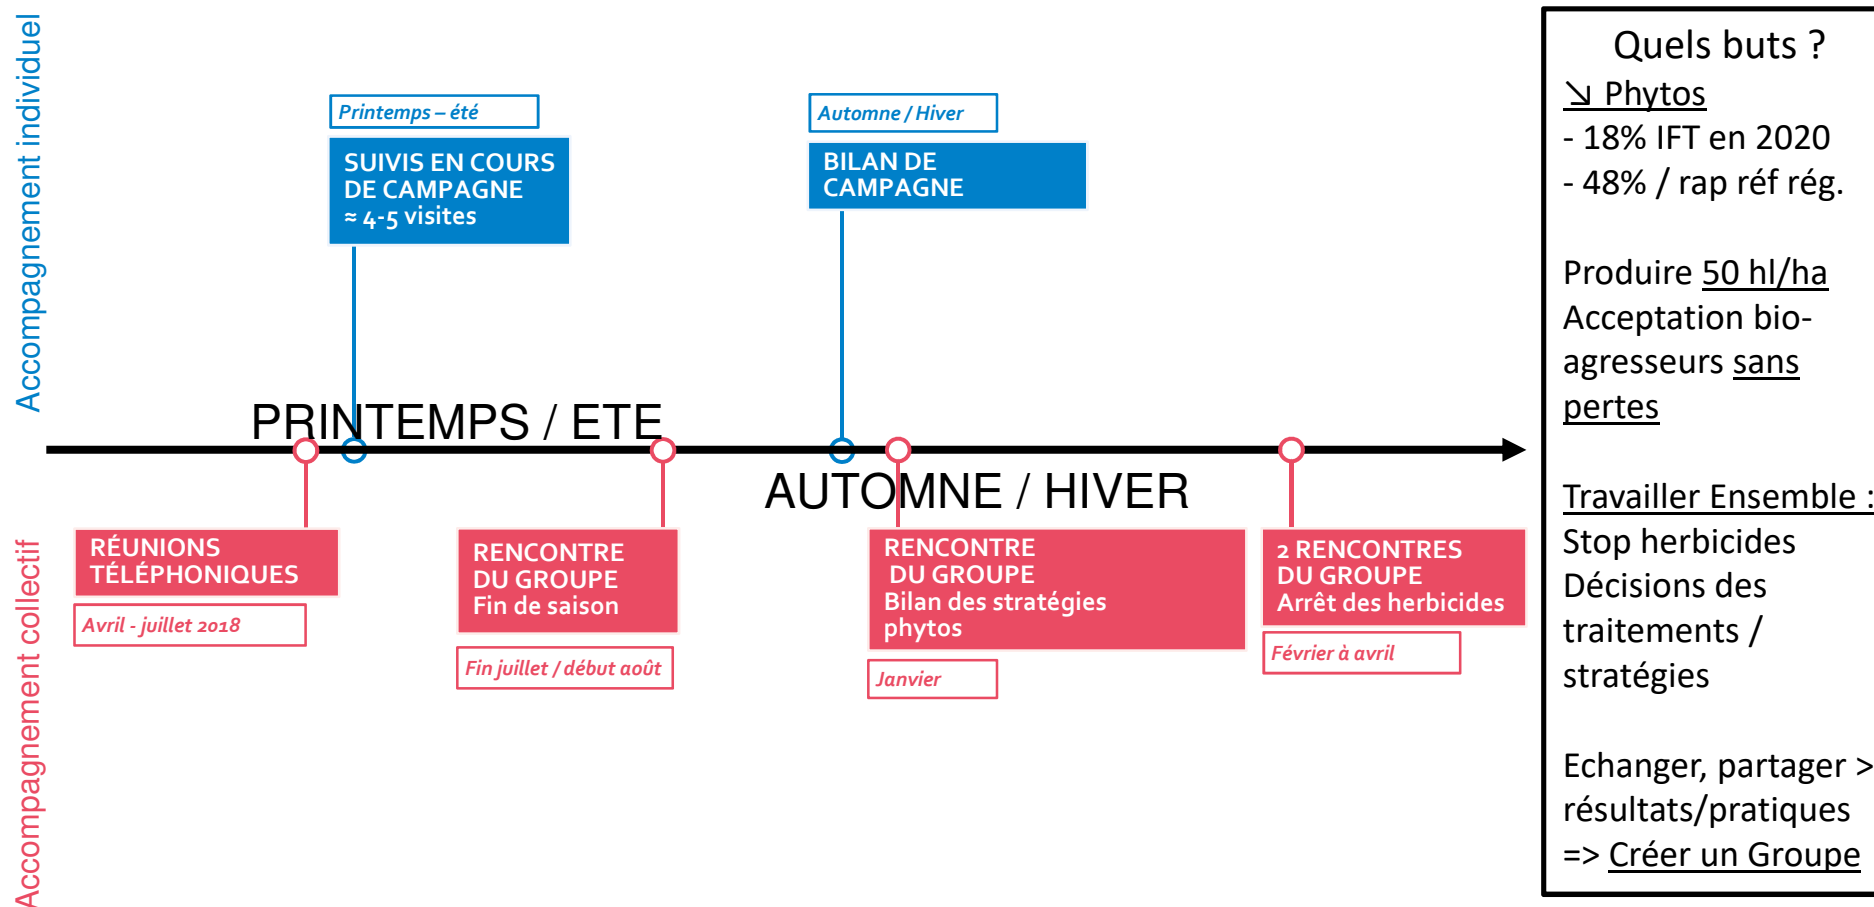 Accompagnement individuel
Printemps – été
SUIVIS EN COURS
DE CAMPAGNE
≈ 4-5 visites
Automne / Hiver
BILAN DE
CAMPAGNE
PRINTEMPS / ETE
AUTOMNE / HIVER
Accompagnement collectif
RÉUNIONS
TÉLÉPHONIQUES
Avril - juillet 2018
RENCONTRE
DU GROUPE
Fin de saison
Fin juillet / début août
RENCONTRE
DU GROUPE
Bilan des stratégies
phytos
Janvier
2 RENCONTRES
DU GROUPE
Arrêt des herbicides
Février à avril
Quels buts ?
↘ Phytos
- 18% IFT en 2020
- 48% / rap réf rég.
Produire 50 hl/ha
Acceptation bio-
agresseurs sans
pertes
Travailler Ensemble :
Stop herbicides
Décisions des
traitements /
stratégies
Echanger, partager >
résultats/pratiques
=> Créer un Groupe